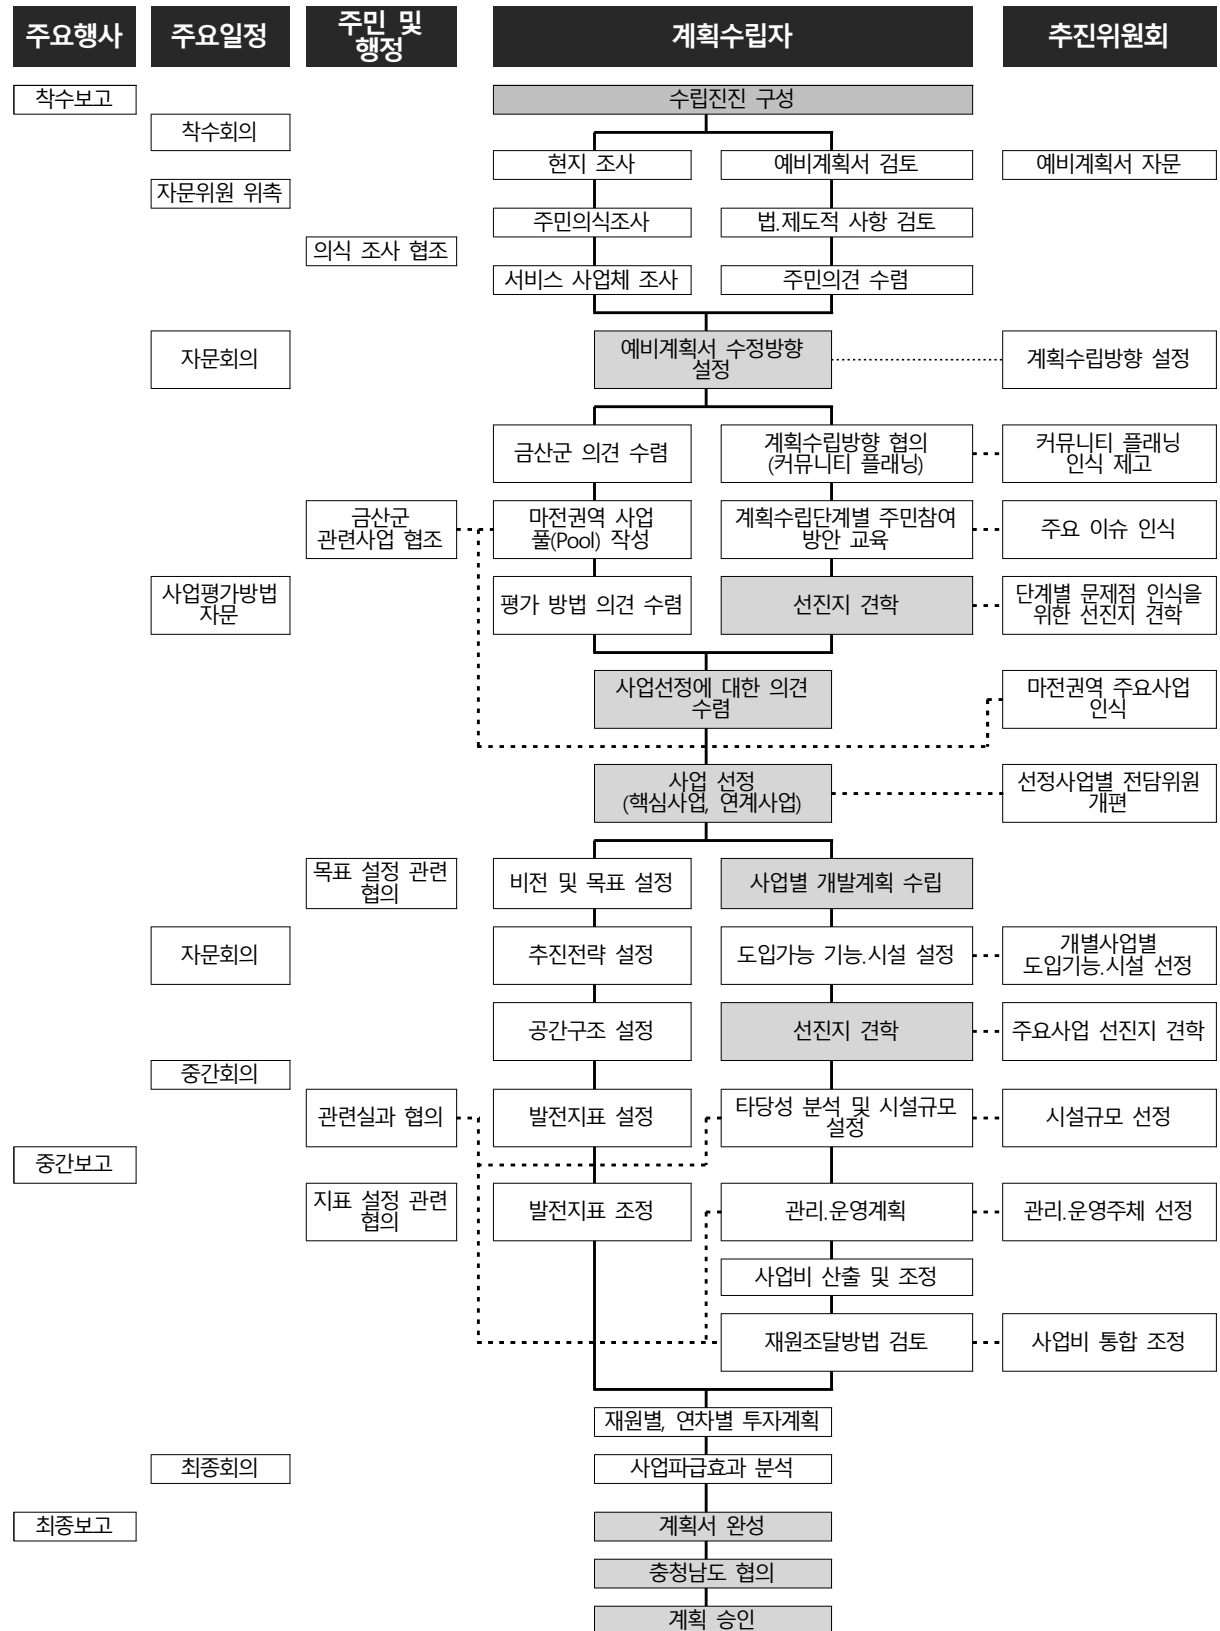 주요행사
주요일정
주민 및
행정
계획수립자
추진위원회
착수보고
수립진진 구성
착수회의
현지 조사
예비계획서 검토
예비계획서 자문
자문위원 위촉
주민의식조사
법.제도적 사항 검토
의식 조사 협조
서비스 사업체 조사
주민의견 수렴
자문회의
예비계획서 수정방향
설정
계획수립방향 설정
금산군 의견 수렴
계획수립방향 협의
(커뮤니티 플래닝)
커뮤니티 플래닝
인식 제고
금산군
관련사업 협조
마전권역 사업
풀(Pool) 작성
계획수립단계별 주민참여
방안 교육
주요 이슈 인식
사업평가방법
자문
평가 방법 의견 수렴
선진지 견학
단계별 문제점 인식을
위한 선진지 견학
사업선정에 대한 의견
수렴
마전권역 주요사업
인식
사업 선정
(핵심사업, 연계사업)
선정사업별 전담위원
개편
목표 설정 관련
협의
비전 및 목표 설정
사업별 개발계획 수립
자문회의
추진전략 설정
도입가능 기능.시설 설정
개별사업별
도입기능.시설 선정
공간구조 설정
선진지 견학
주요사업 선진지 견학
중간회의
관련실과 협의
발전지표 설정
타당성 분석 및 시설규모
설정
시설규모 선정
중간보고
지표 설정 관련
협의
발전지표 조정
관리.운영계획
관리.운영주체 선정
사업비 산출 및 조정
재원조달방법 검토
사업비 통합 조정
재원별, 연차별 투자계획
최종회의
사업파급효과 분석
최종보고
계획서 완성
충청남도 협의
계획 승인